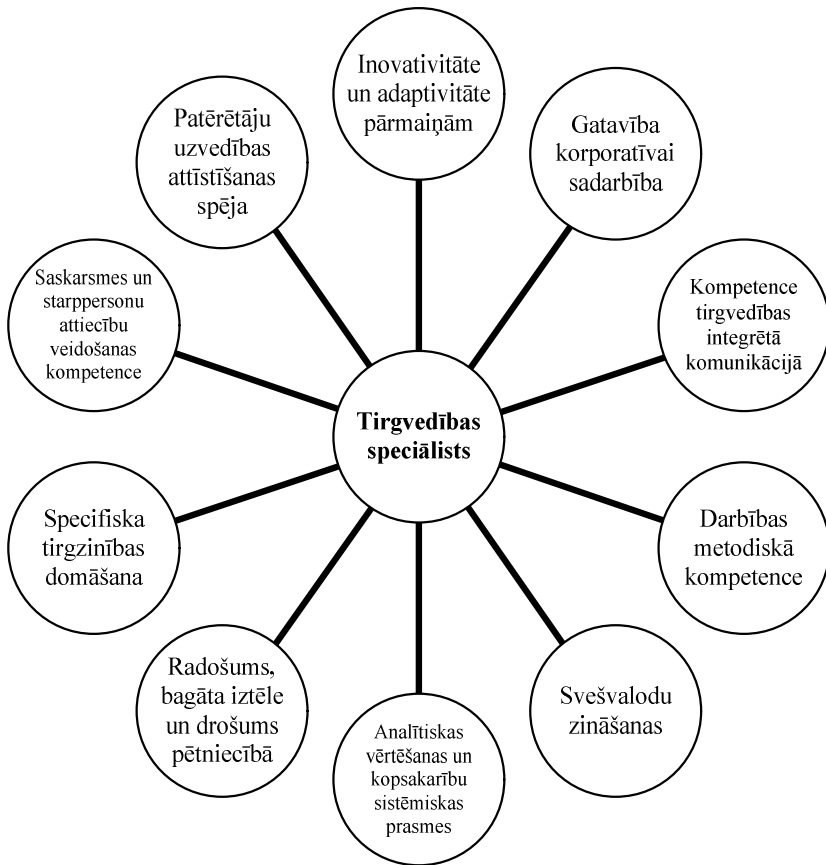 Inovativitāte
un adaptivitāte
pārmaiņām
Gatavība
korporatīvai
sadarbība
Kompetence
tirgvedības
integrētā
komunikācijā
Darbības
metodiskā
kompetence
Svešvalodu
zināšanas
Analītiskas
vērtēšanas un
kopsakarību
sistēmiskas
prasmes
Radošums,
bagāta iztēle
un drošums
pētniecībā
Specifiska
tirgzinības
domāšana
Saskarsmes un
starppersonu
attiecību
veidošanas
kompetence
Patērētāju
uzvedības
attīstīšanas
spēja
Tirgvedības
speciālists